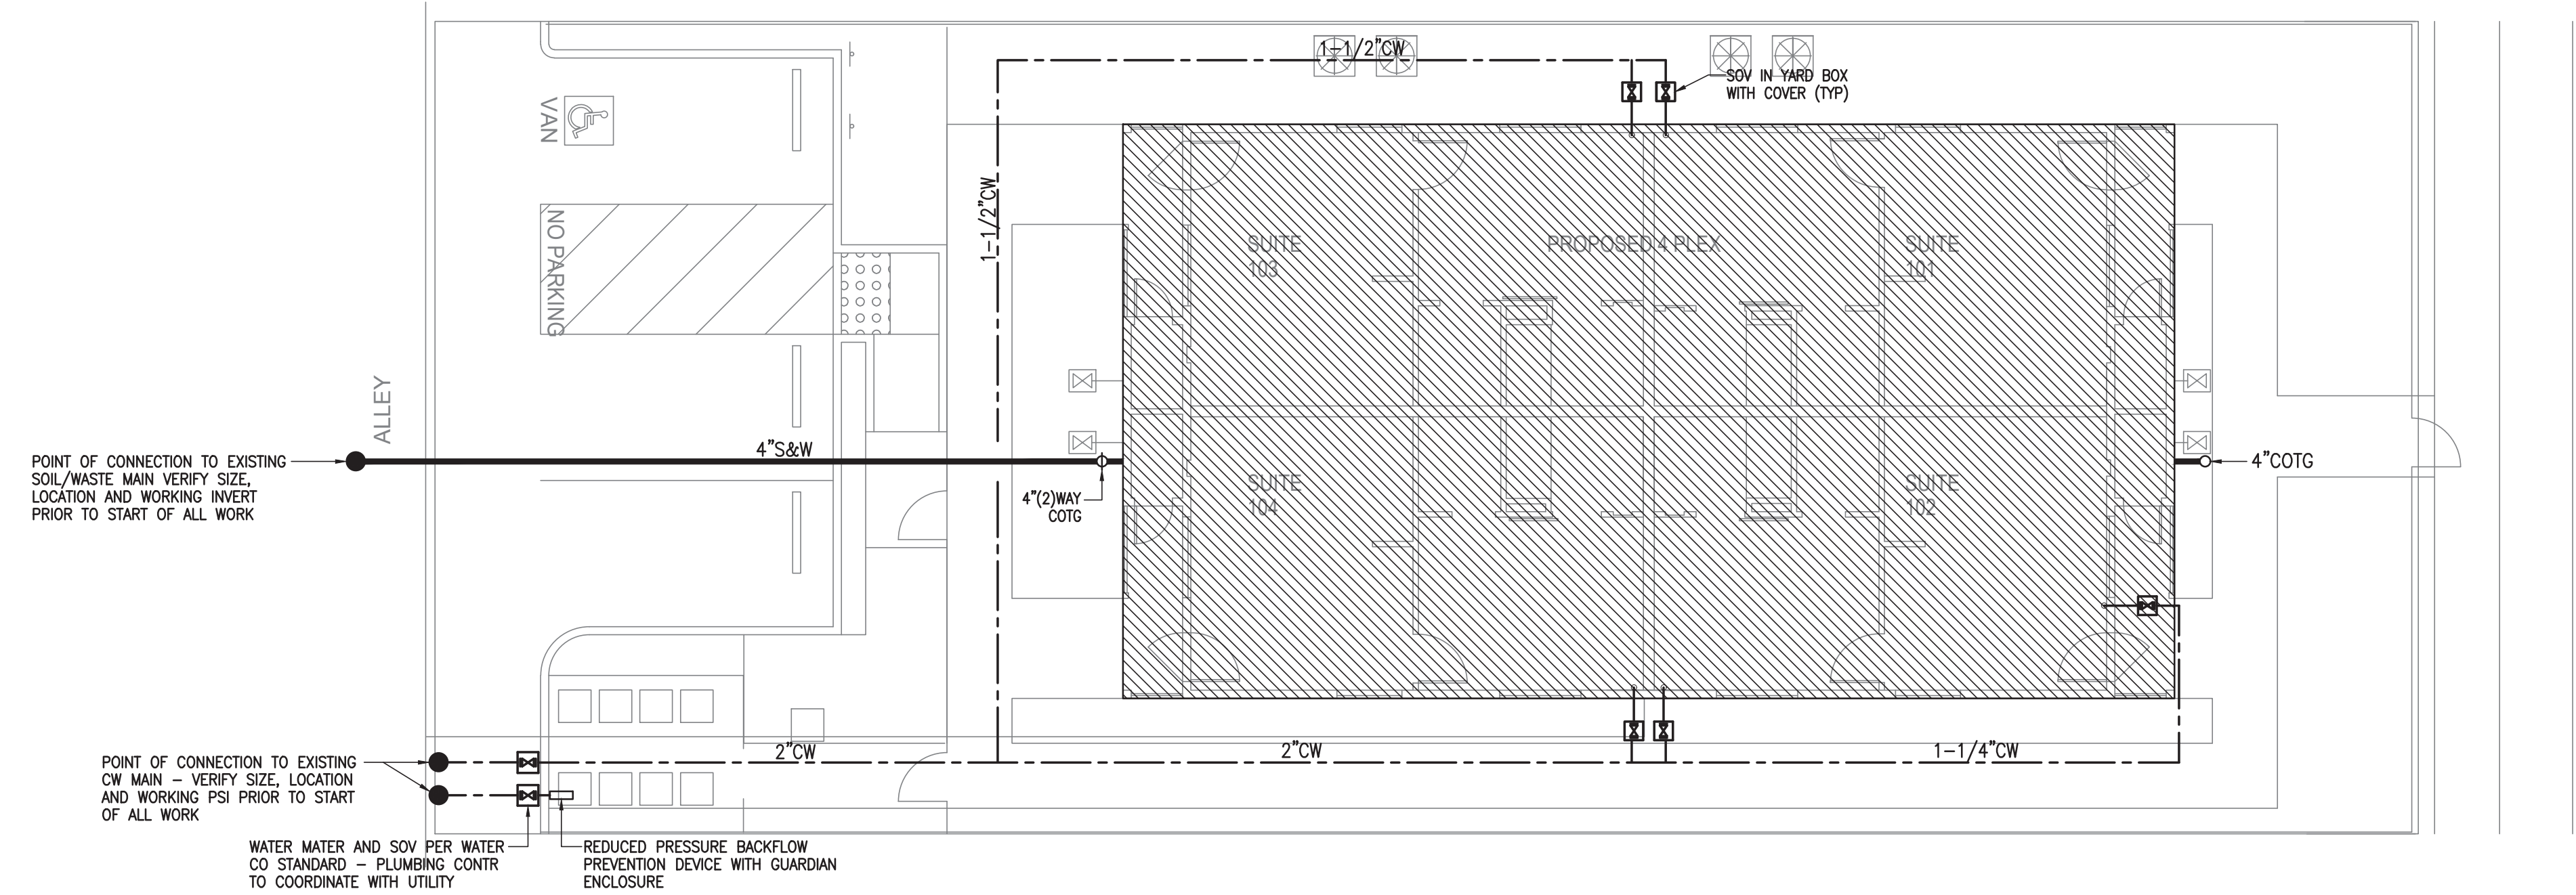 1-1/2"CW
SOV IN YARD BOX
WITH COVER (TYP)
VAN
NO PARKING
1-1/2"CW
SUITE
103
PROPOSED 4 PLEX
SUITE
101
ALLEY
POINT OF CONNECTION TO EXISTING
SOIL/WASTE MAIN VERIFY SIZE,
LOCATION AND WORKING INVERT
PRIOR TO START OF ALL WORK
4"S&W
4"(2)WAY
COTG
SUITE
104
SUITE
102
4"COTG
POINT OF CONNECTION TO EXISTING
CW MAIN – VERIFY SIZE, LOCATION
AND WORKING PSI PRIOR TO START
OF ALL WORK
2"CW
2"CW
1-1/4"CW
WATER MATER AND SOV PER WATER
CO STANDARD – PLUMBING CONTR
TO COORDINATE WITH UTILITY
REDUCED PRESSURE BACKFLOW
PREVENTION DEVICE WITH GUARDIAN
ENCLOSURE